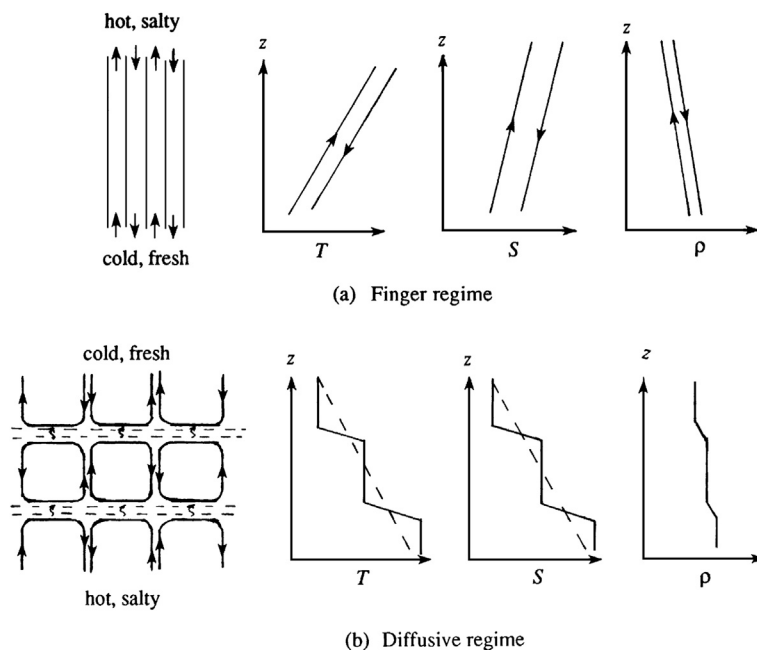 hot, salty
z
z
z
cold, fresh
T
S
ρ
(a) Finger regime
cold, fresh
z
z
z
hot, salty
T
S
ρ
(b) Diffusive regime